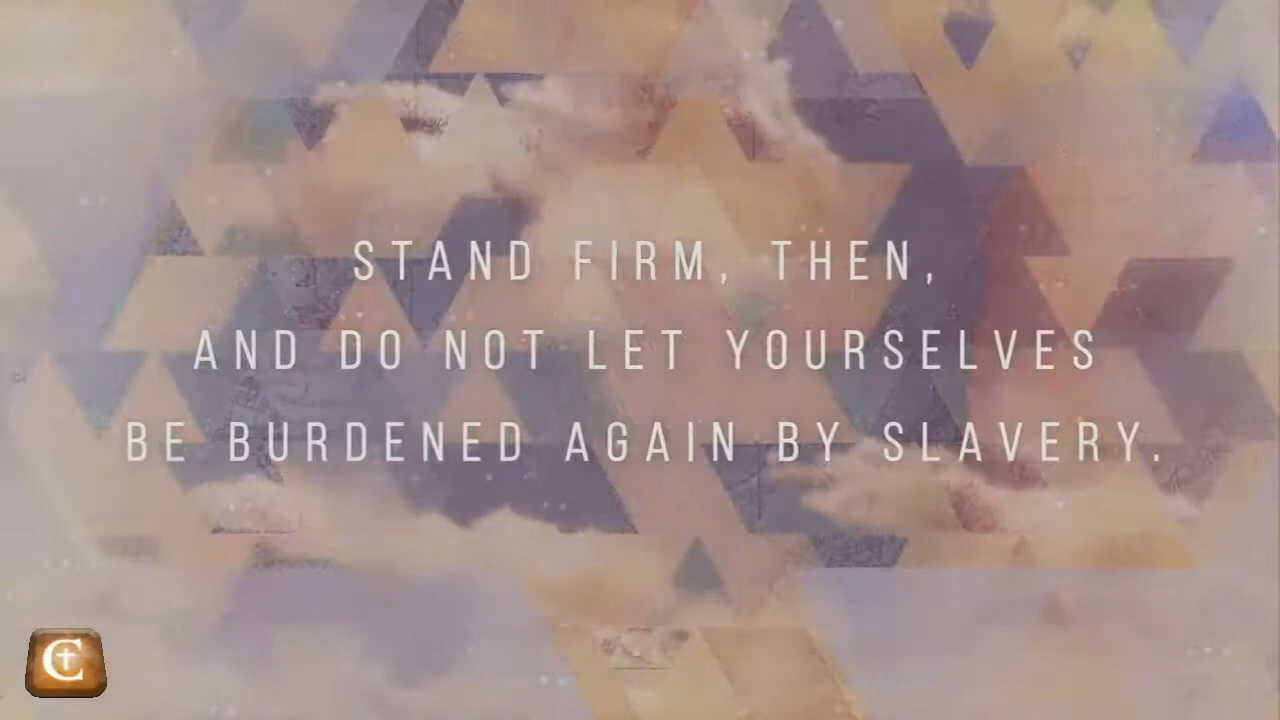 STAND FIRM, THEN,
AND DO NOT LET YOURSELVES
BE BURDENED AGAIN BY SLAVERY.
C